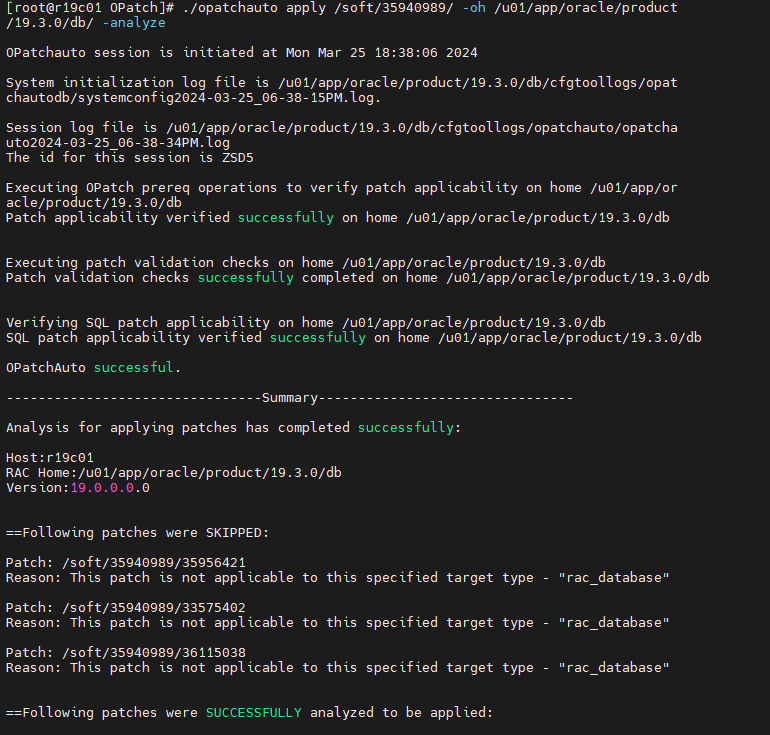 [root@r19c01 OPatch]# ./opatchauto apply /soft/35940989/ -oh /u01/app/oracle/product
/19.3.0/db/ -analyze
OPatchauto session is initiated at Mon Mar 25 18:38:06 2024
System initialization log file is /u01/app/oracle/product/19.3.0/db/cfgtoollogs/opat
chautodb/systemconfig2024-03-25_06-38-15PM.log.
Session log file is /u01/app/oracle/product/19.3.0/db/cfgtoollogs/opatchauto/opatcha
uto2024-03-25_06-38-34PM.log
The id for this session is ZSD5
Executing OPatch prereq operations to verify patch applicability on home /u01/app/or
acle/product/19.3.0/db
Patch applicability verified successfully on home /u01/app/oracle/product/19.3.0/db
Executing patch validation checks on home /u01/app/oracle/product/19.3.0/db
Patch validation checks successfully completed on home /u01/app/oracle/product/19.3.0/db
Verifying SQL patch applicability on home /u01/app/oracle/product/19.3.0/db
SQL patch applicability verified successfully on home /u01/app/oracle/product/19.3.0/db
OPatchAuto successful.
--------------------------------Summary--------------------------------
Analysis for applying patches has completed successfully:
Host:r19c01
RAC Home:/u01/app/oracle/product/19.3.0/db
Version:19.0.0.0.0
==Following patches were SKIPPED:
Patch: /soft/35940989/35956421
Reason: This patch is not applicable to this specified target type - "rac_database"
Patch: /soft/35940989/33575402
Reason: This patch is not applicable to this specified target type - "rac_database"
Patch: /soft/35940989/36115038
Reason: This patch is not applicable to this specified target type - "rac_database"
==Following patches were SUCCESSFULLY analyzed to be applied: